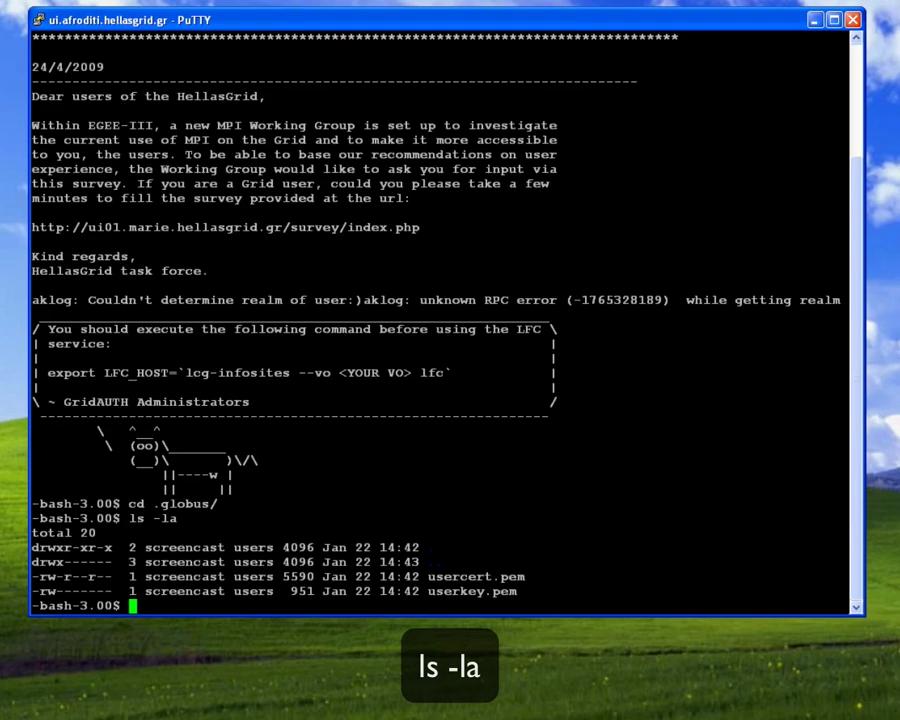 ui.afroditi.hellasgrid.gr - PuTTY
********************************************************************************
24/4/2009
---------------------------------------------------------------------------
Dear users of the HellasGrid,
Within EGEE-III, a new MPI Working Group is set up to investigate
the current use of MPI on the Grid and to make it more accessible
to you, the users. To be able to base our recommendations on user
experience, the Working Group would like to ask you for input via
this survey. If you are a Grid user, could you please take a few
minutes to fill the survey provided at the url:
http://ui01.marie.hellasgrid.gr/survey/index.php
Kind regards,
HellasGrid task force.
aklog: Couldn't determine realm of user:)aklog: unknown RPC error (-1765328189)  while getting realm
 _______________________________________________________________
/ You should execute the following command before using the LFC \
| service:                                                      |
|                                                               |
| export LFC_HOST=`lcg-infosites --vo <YOUR VO> lfc`            |
|                                                               |
\ ~ GridAUTH Administrators                                     /
 ---------------------------------------------------------------
        \   ^__^
         \  (oo)\_______
            (__)\       )\/\
                ||----w |
                ||     ||
-bash-3.00$ cd .globus/
-bash-3.00$ ls -la
total 20
drwxr-xr-x  2 screencast users 4096 Jan 22 14:42 .
drwx------  3 screencast users 4096 Jan 22 14:43 ..
-rw-r--r--  1 screencast users 5590 Jan 22 14:42 usercert.pem
-rw-------  1 screencast users  951 Jan 22 14:42 userkey.pem
-bash-3.00$
ls -la